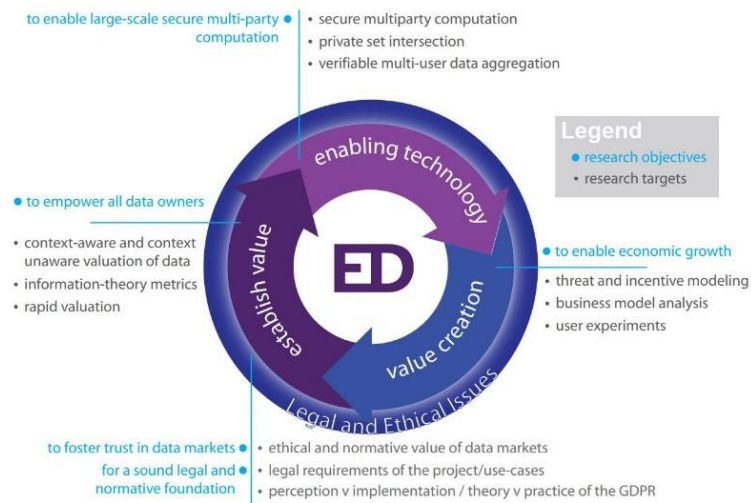 to enable large-scale secure multi-party •
computation
• secure multiparty computation
• private set intersection
• verifiable multi-user data aggregation
enabling technology
Legend
• research objectives
• research targets
• to empower all data owners
• context-aware and context
unaware valuation of data
• information-theory metrics
• rapid valuation
establish value
ED
value creation
• to enable economic growth
• threat and incentive modeling
• business model analysis
• user experiments
Legal and Ethical Issues
to foster trust in data markets •
for a sound legal and •
normative foundation
• ethical and normative value of data markets
• legal requirements of the project/use-cases
• perception v implementation / theory v practice of the GDPR